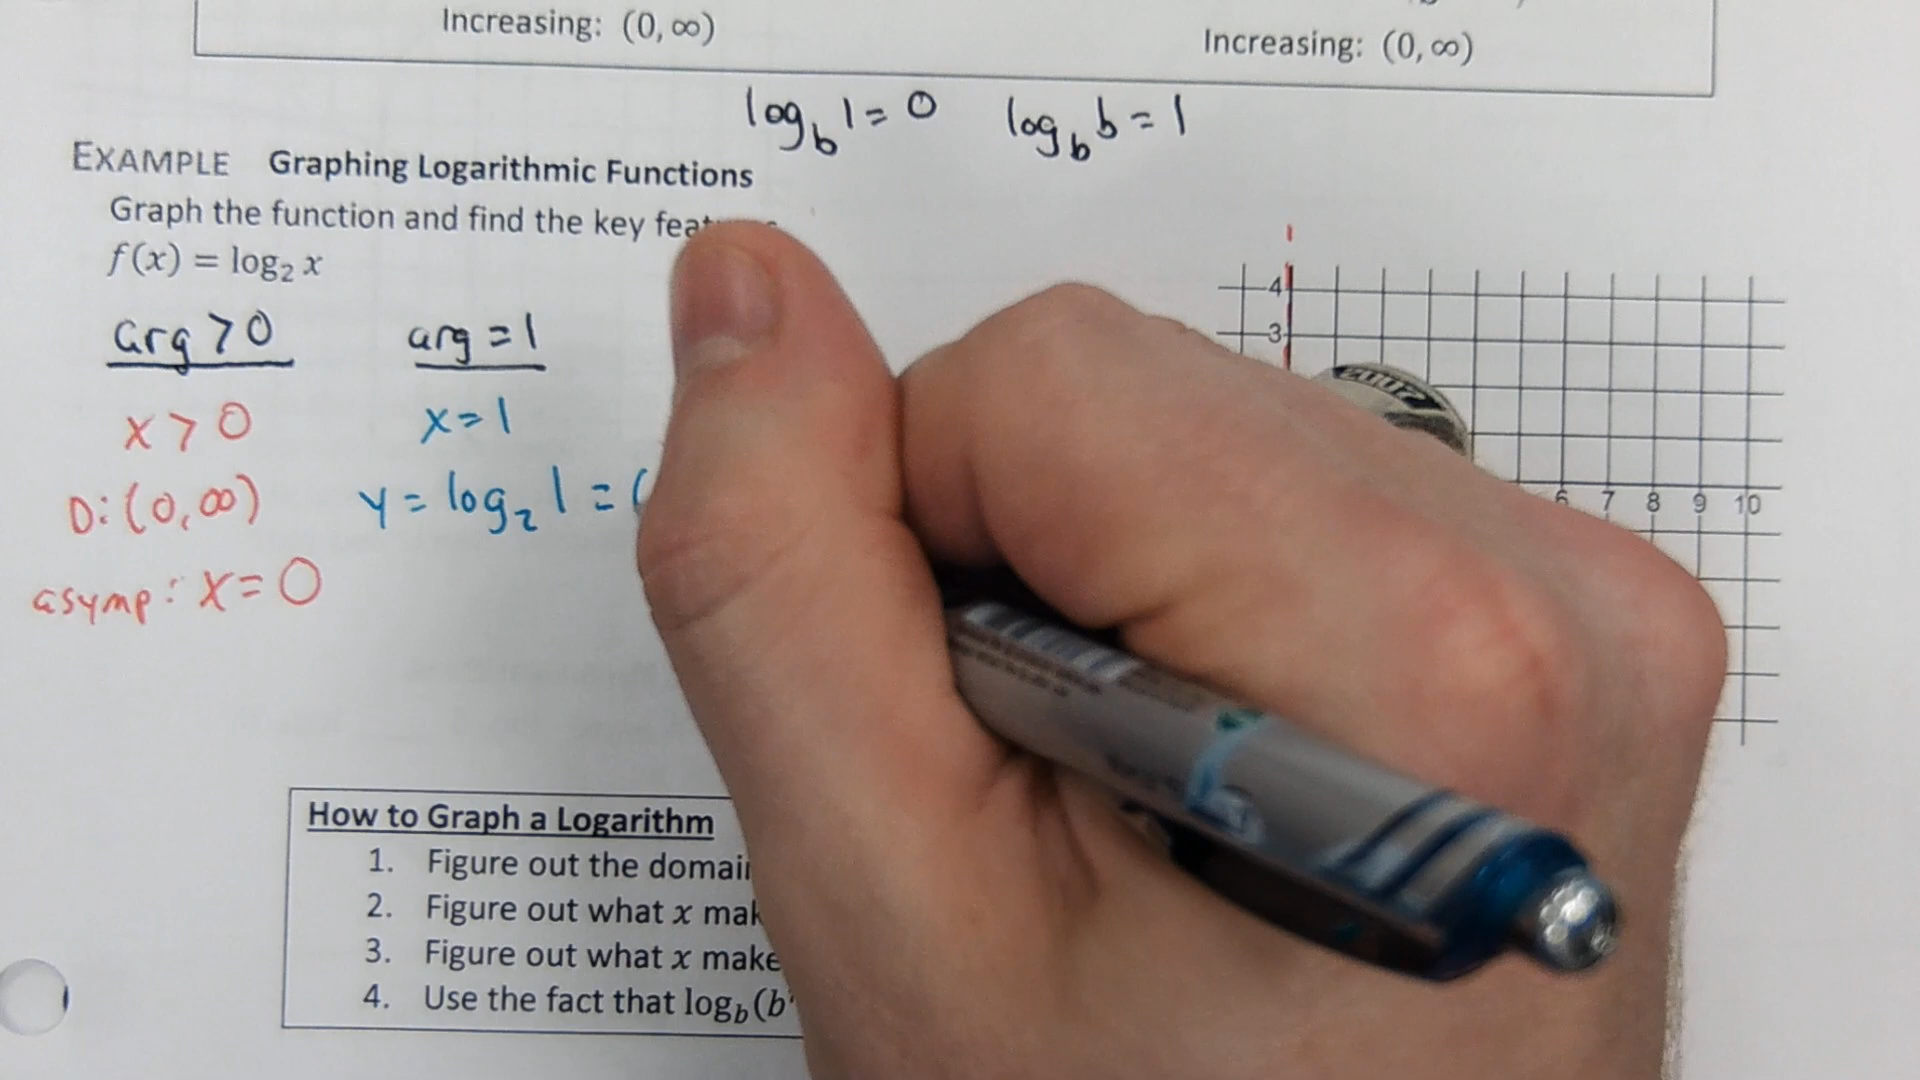 Increasing: (0, ∞)
Increasing: (0, ∞)
log_b 1 = 0
log_b b = 1
EXAMPLE Graphing Logarithmic Functions
Graph the function and find the key
f(x) = log₂ x
arg > 0
arg = 1
x > 0
x = 1
D: (0, ∞)
y = log₂ 1 =
asymp: x = 0
4
3
6 7 8 9 10
How to Graph a Logarithm
1. Figure out the
2. Figure out what x
3. Figure out what x make
4. Use the fact that log_b(b